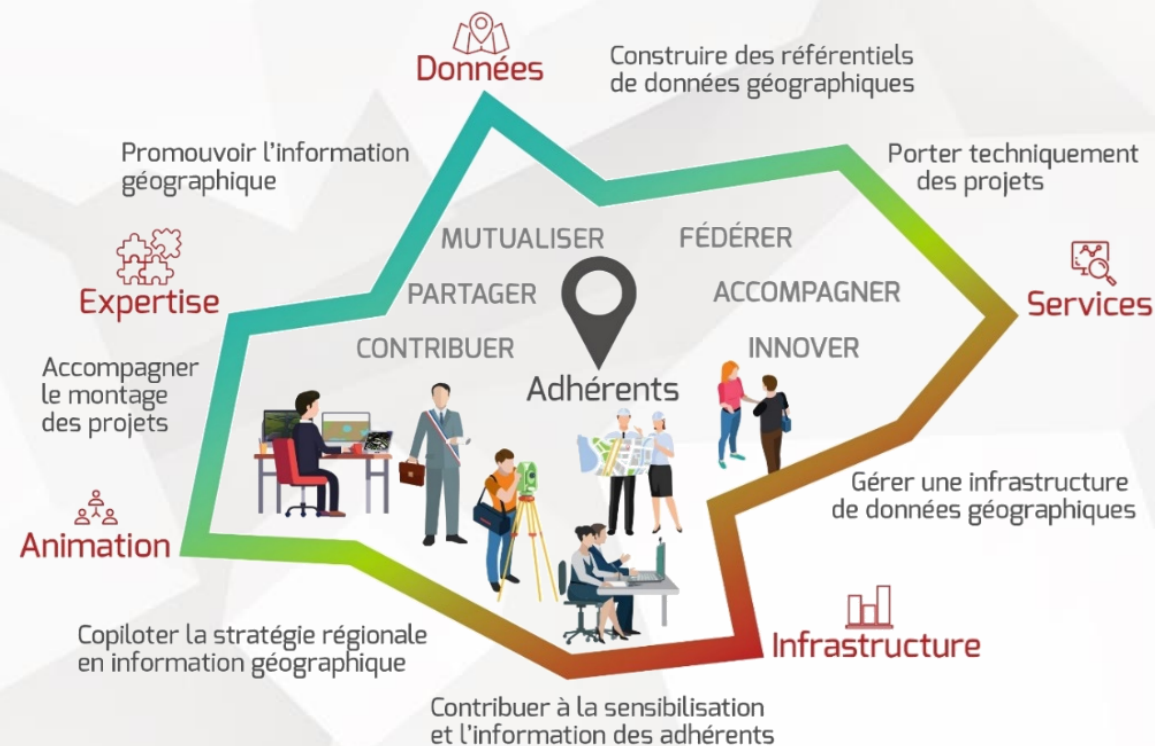 Données
Construire des référentiels
de données géographiques
Promouvoir l'information
géographique
Porter techniquement
des projets
MUTUALISER
FÉDÉRER
Expertise
PARTAGER
ACCOMPAGNER
Services
CONTRIBUER
INNOVER
Accompagner
le montage
des projets
Adhérents
Gérer une infrastructure
de données géographiques
Animation
Copiloter la stratégie régionale
en information géographique
Infrastructure
Contribuer à la sensibilisation
et l'information des adhérents